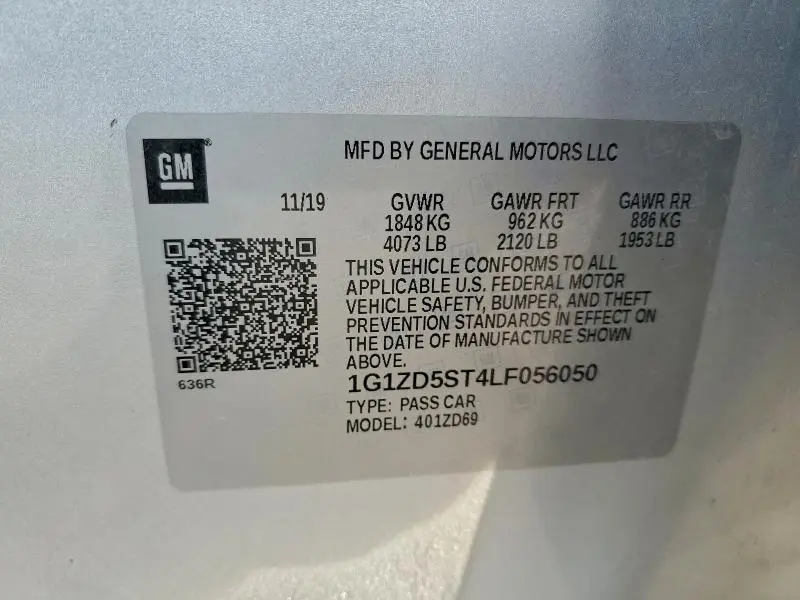 GM
MFD BY GENERAL MOTORS LLC
11/19 GVWR GAWR FRT GAWR RR
1848 KG 962 KG 886 KG
4073 LB 2120 LB 1953 LB
THIS VEHICLE CONFORMS TO ALL
APPLICABLE U.S. FEDERAL MOTOR
VEHICLE SAFETY, BUMPER, AND THEFT
PREVENTION STANDARDS IN EFFECT ON
THE DATE OF MANUFACTURE SHOWN
ABOVE.
636R
1G1ZD5ST4LF056050
TYPE: PASS CAR
MODEL: 401ZD69